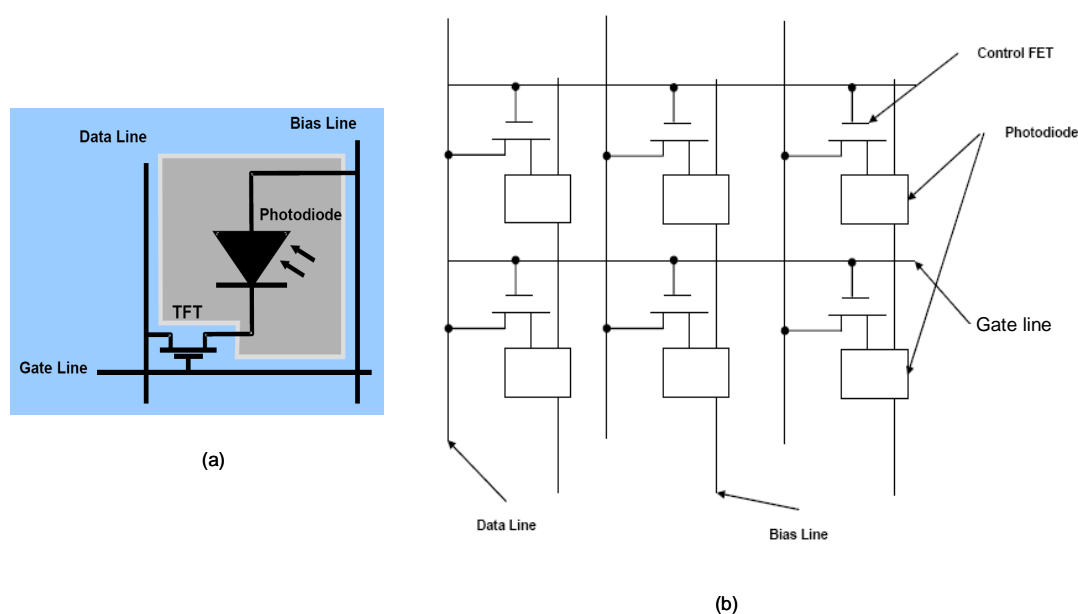 Data Line
Bias Line
Photodiode
TFT
Gate Line
(a)
Control FET
Photodiode
Gate line
Data Line
Bias Line
(b)